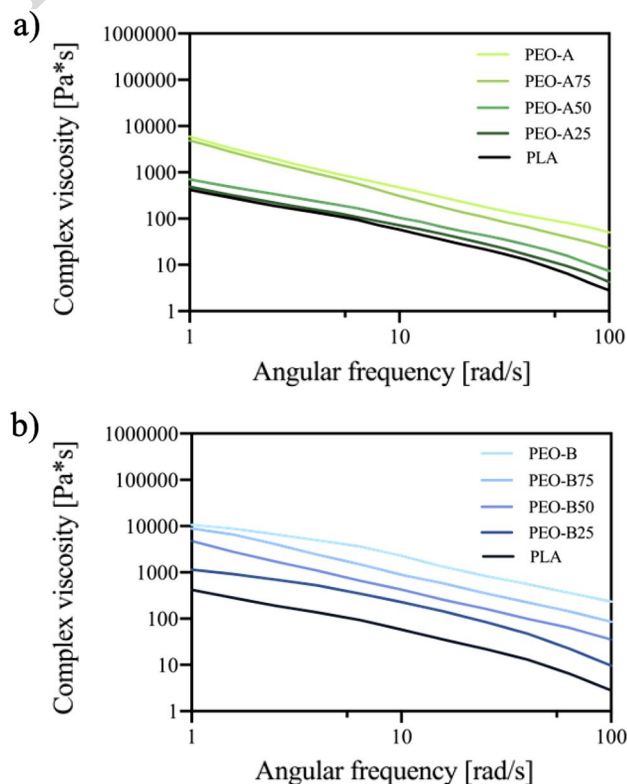 a)
Complex viscosity [Pa*s]
1000000
100000
10000
1000
100
10
1
PEO-A
PEO-A75
PEO-A50
PEO-A25
PLA
1
10
100
Angular frequency [rad/s]
b)
Complex viscosity [Pa*s]
1000000
100000
10000
1000
100
10
1
PEO-B
PEO-B75
PEO-B50
PEO-B25
PLA
1
10
100
Angular frequency [rad/s]